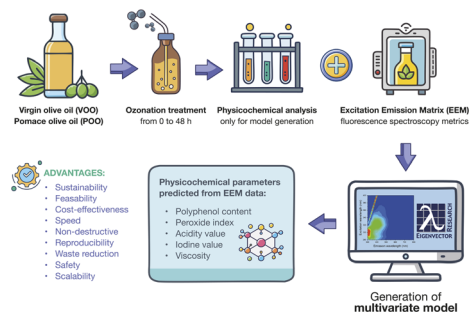 Virgin olive oil (VOO)
Pomace olive oil (POO)
Ozonation treatment
from 0 to 48 h
Physicochemical analysis
only for model generation
Excitation Emission Matrix (EEM)
fluorescence spectroscopy metrics
ADVANTAGES:
• Sustainability
• Feasability
• Cost-effectiveness
• Speed
• Non-destructive
• Reproducibility
• Waste reduction
• Safety
• Scalability
Physicochemical parameters
predicted from EEM data:
• Polyphenol content
• Peroxide index
• Acidity value
• Iodine value
• Viscosity
λ
EIGENVECTOR
RESEARCH
Generation of
multivariate model